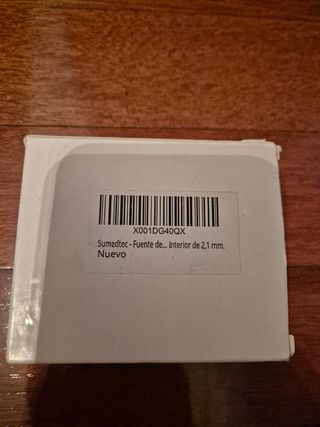 X001DG40QX
Sumedtec - Fuente de... Interior de 2,1 mm.
Nuevo